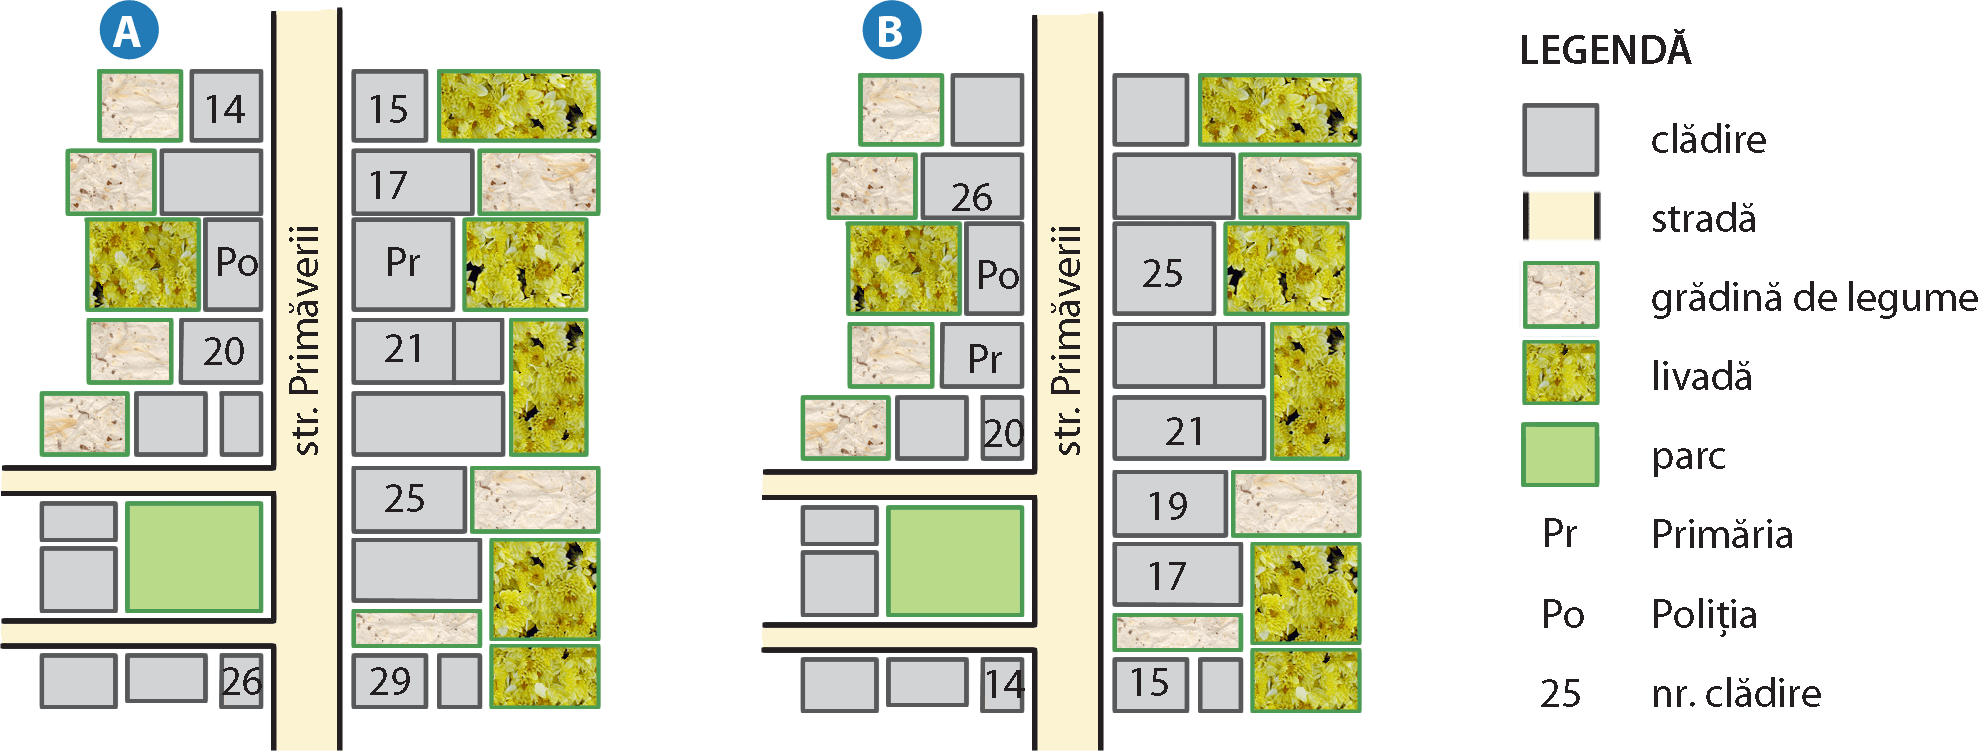 A
14
15
17
Po
Pr
20
21
str. Primăverii
25
26
29
B
26
Po
25
Pr
20
21
str. Primăverii
19
17
14
15
LEGENDĂ
clădire
stradă
grădină de legume
livadă
parc
Pr Primăria
Po Poliția
25 nr. clădire